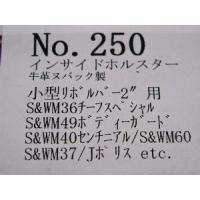 No. 250
インサイドホルスター
牛革ヌバック製
小型ﾘﾎﾞﾙﾊﾞｰ2″用
S&WM36ﾁｰﾌｽﾍﾟｼｬﾙ
S&WM49ﾎﾞﾃﾞｨｰｶﾞｰﾄﾞ
S&WM40ｾﾝﾁﾆｱﾙ/S&WM60
S&WM37/Jﾎﾟﾘｽ etc.